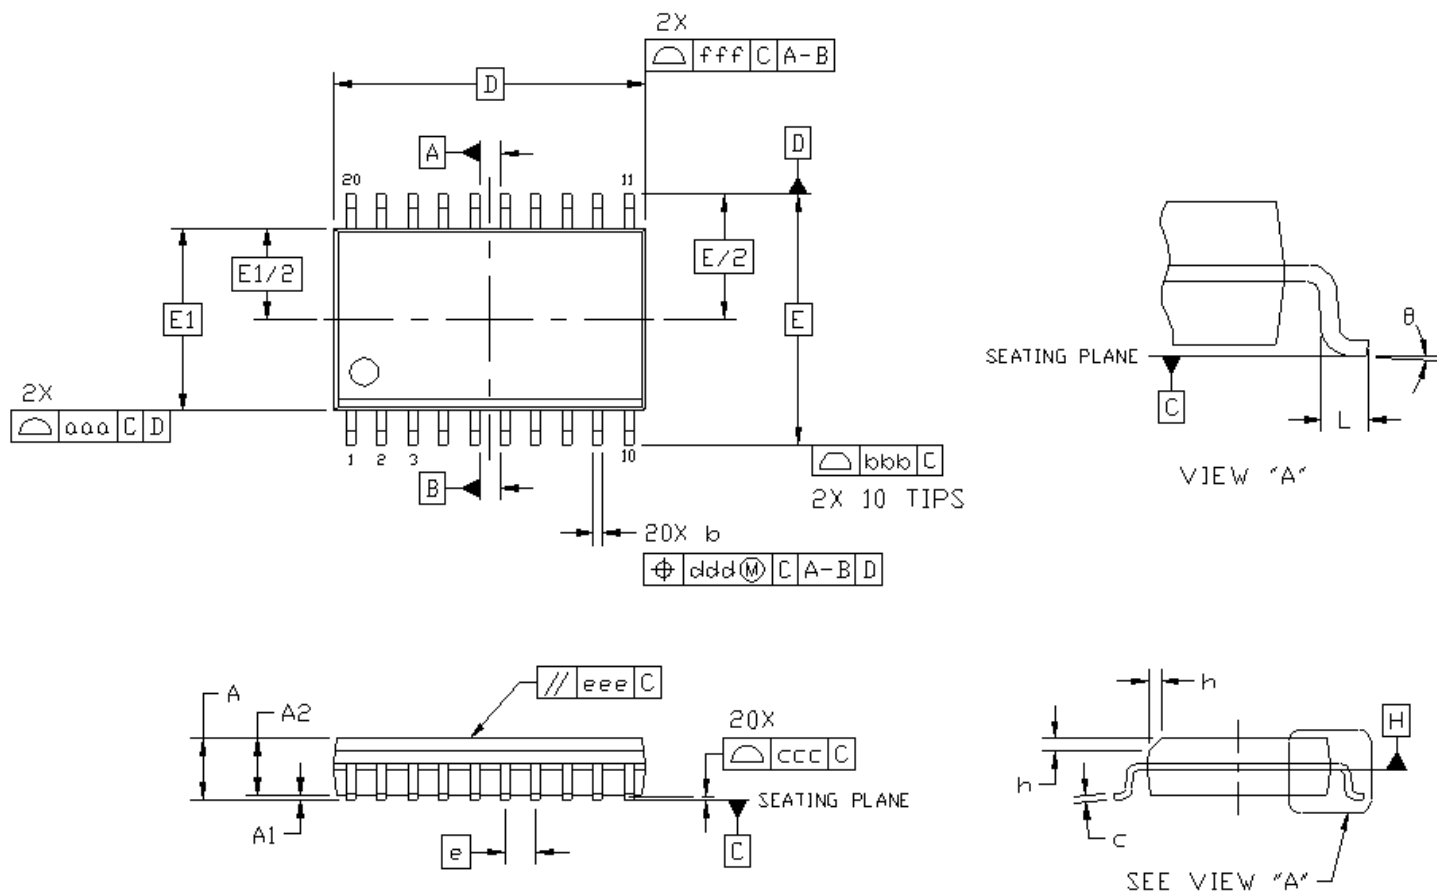 2X
fff C A-B
D
A
D
20
11
E1/2
E/2
E1
E
2X
aaa C D
1
2
3
10
B
bbb C
2X 10 TIPS
20X b
ddd Ⓜ C A-B D
θ
SEATING PLANE
C
L
VIEW "A"
// eee C
A
A2
20X
ccc C
SEATING PLANE
A1
e
C
h
H
h
c
SEE VIEW "A"